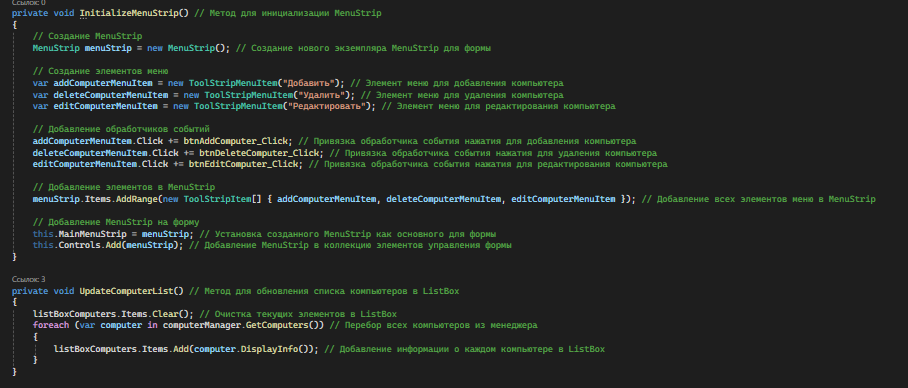 Ссылок: 0
private void InitializeMenuStrip() // Метод для инициализации MenuStrip
{
// Создание MenuStrip
MenuStrip menuStrip = new MenuStrip(); // Создание нового экземпляра MenuStrip для формы
// Создание элементов меню
var addComputerMenuItem = new ToolStripMenuItem("Добавить"); // Элемент меню для добавления компьютера
var deleteComputerMenuItem = new ToolStripMenuItem("Удалить"); // Элемент меню для удаления компьютера
var editComputerMenuItem = new ToolStripMenuItem("Редактировать"); // Элемент меню для редактирования компьютера
// Добавление обработчиков событий
addComputerMenuItem.Click += btnAddComputer_Click; // Привязка обработчика события нажатия для добавления компьютера
deleteComputerMenuItem.Click += btnDeleteComputer_Click; // Привязка обработчика события нажатия для удаления компьютера
editComputerMenuItem.Click += btnEditComputer_Click; // Привязка обработчика события нажатия для редактирования компьютера
// Добавление элементов в MenuStrip
menuStrip.Items.AddRange(new ToolStripItem[] { addComputerMenuItem, deleteComputerMenuItem, editComputerMenuItem }); // Добавление всех элементов меню в MenuStrip
// Добавление MenuStrip на форму
this.MainMenuStrip = menuStrip; // Установка созданного MenuStrip как основного для формы
this.Controls.Add(menuStrip); // Добавление MenuStrip в коллекцию элементов управления формы
}
Ссылок: 3
private void UpdateComputerList() // Метод для обновления списка компьютеров в ListBox
{
listBoxComputers.Items.Clear(); // Очистка текущих элементов в ListBox
foreach (var computer in computerManager.GetComputers()) // Перебор всех компьютеров из менеджера
{
listBoxComputers.Items.Add(computer.DisplayInfo()); // Добавление информации о каждом компьютере в ListBox
}
}